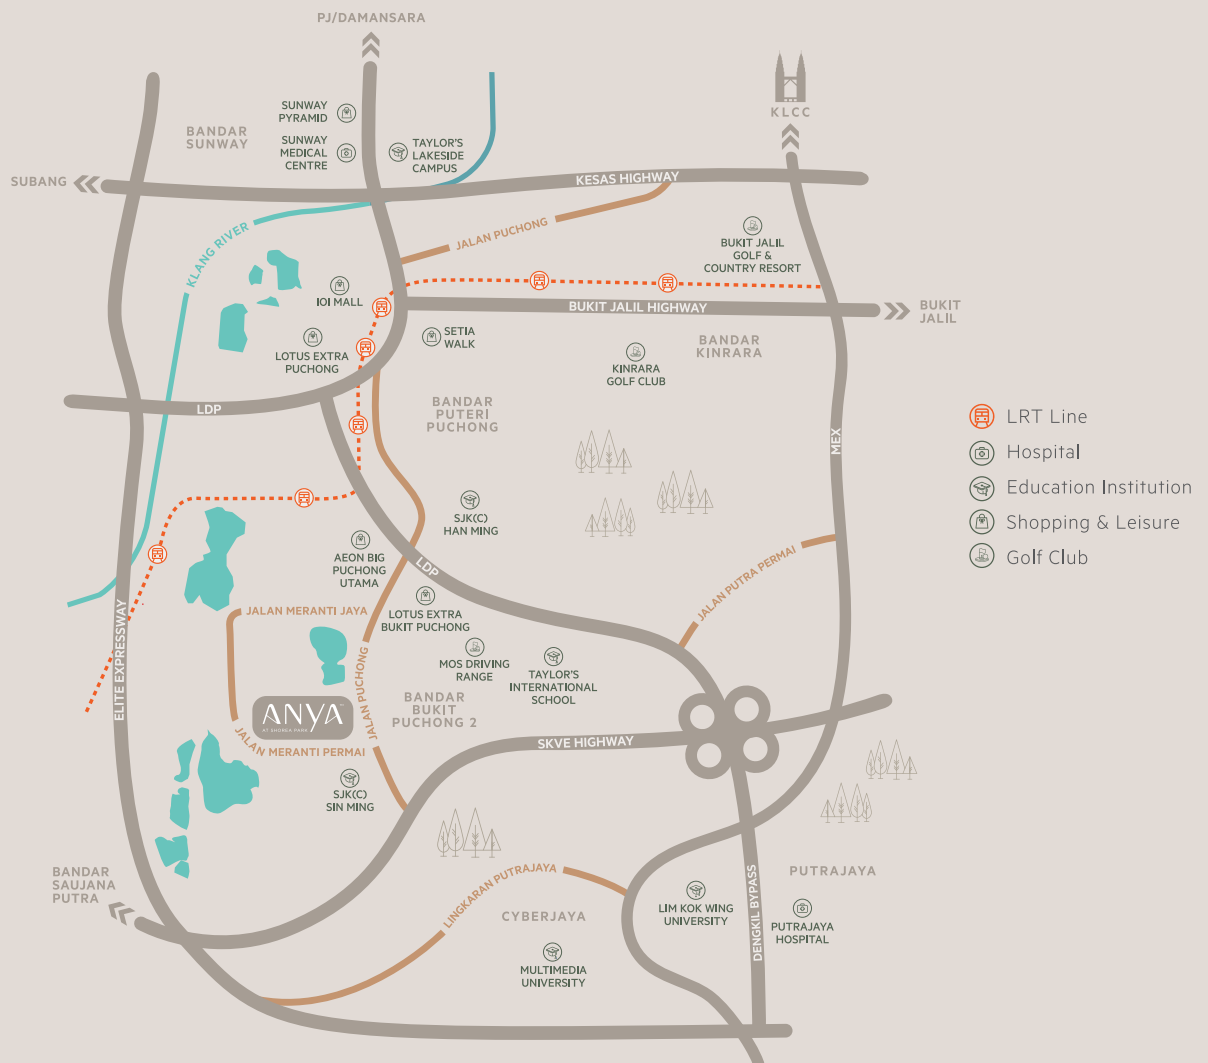 PJ/DAMANSARA
KLCC
SUNWAY
PYRAMID
BANDAR
SUNWAY
SUNWAY
MEDICAL
CENTRE
TAYLOR'S
LAKESIDE
CAMPUS
SUBANG
KESAS HIGHWAY
KLANG RIVER
JALAN PUCHONG
BUKIT JALIL
GOLF &
COUNTRY RESORT
IOI MALL
BUKIT JALIL HIGHWAY
BUKIT
JALIL
SETIA
WALK
LOTUS EXTRA
PUCHONG
KINRARA
GOLF CLUB
BANDAR
KINRARA
LDP
BANDAR
PUTERI
PUCHONG
MEX
LRT Line
Hospital
Education Institution
Shopping & Leisure
Golf Club
SJK(C)
HAN MING
AEON BIG
PUCHONG
UTAMA
LDP
JALAN PUTRA PERMAI
JALAN MERANTI JAYA
LOTUS EXTRA
BUKIT PUCHONG
ELITE EXPRESSWAY
JALAN PUCHONG
MOS DRIVING
RANGE
TAYLOR'S
INTERNATIONAL
SCHOOL
BANDAR
BUKIT
PUCHONG 2
ANYA
AT SHOREA PARK
JALAN MERANTI PERMAI
SKVE HIGHWAY
SJK(C)
SIN MING
BANDAR
SAUJANA
PUTRA
LINGKARAN PUTRAJAYA
PUTRAJAYA
CYBERJAYA
LIM KOK WING
UNIVERSITY
DENGKIL BYPASS
PUTRAJAYA
HOSPITAL
MULTIMEDIA
UNIVERSITY